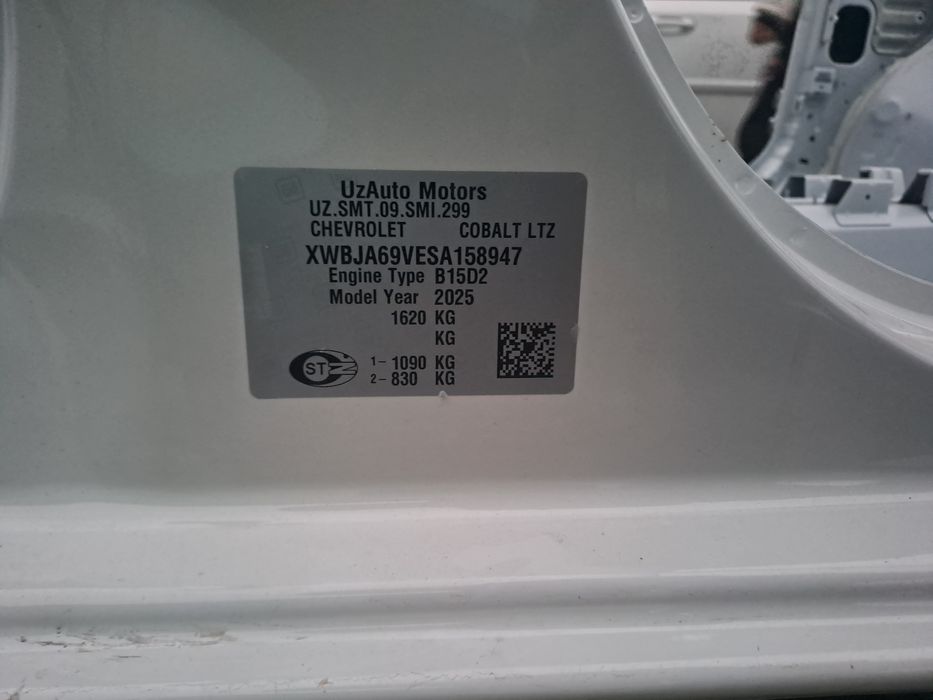 UzAuto Motors
UZ.SMT.09.SMI.299
CHEVROLET COBALT LTZ
XWBJA69VESA158947
Engine Type B15D2
Model Year 2025
1620 KG
KG
1- 1090 KG
2- 830 KG
ST